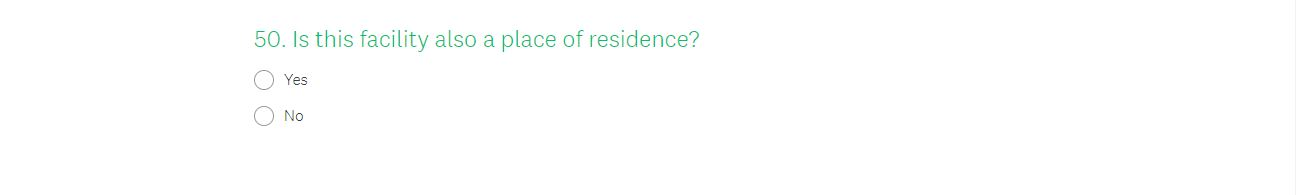 50. Is this facility also a place of residence?
Yes
No